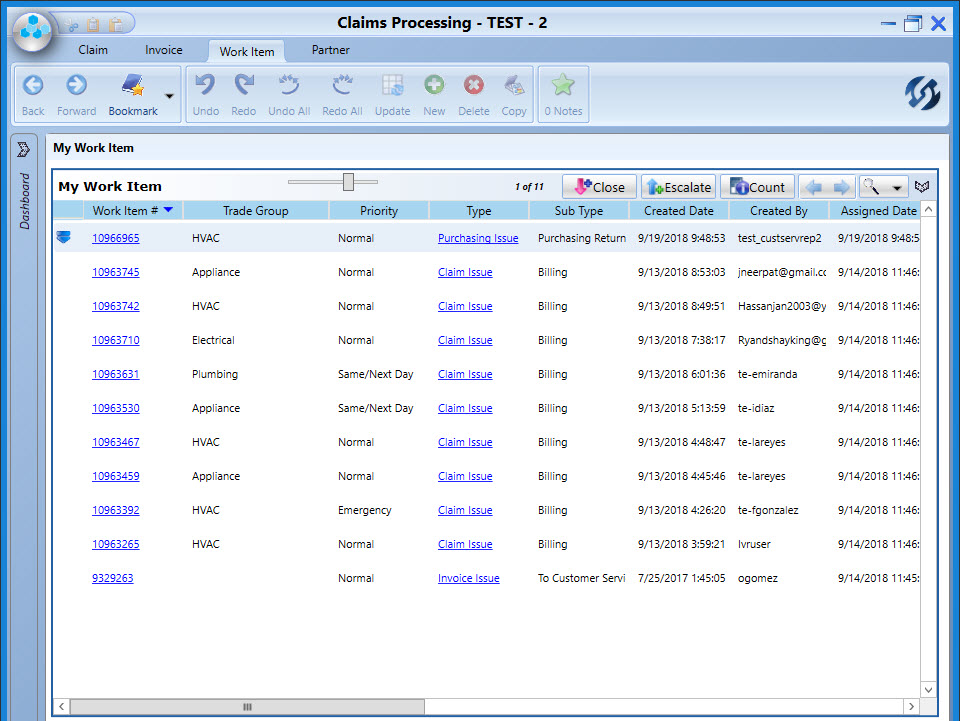 Claims Processing - TEST - 2
Claim Invoice Work Item Partner
Back Forward Bookmark Undo Redo Undo All Redo All Update New Delete Copy 0 Notes
Dashboard
My Work Item
My Work Item 1 of 11 Close Escalate Count
Work Item # Trade Group Priority Type Sub Type Created Date Created By Assigned Date
10966965 HVAC Normal Purchasing Issue Purchasing Return 9/19/2018 9:48:53 test_custservrep2 9/19/2018 9:48:5
10963745 Appliance Normal Claim Issue Billing 9/13/2018 8:53:03 jneerpat@gmail.cc 9/14/2018 11:46:
10963742 HVAC Normal Claim Issue Billing 9/13/2018 8:49:51 Hassanjan2003@y 9/14/2018 11:46:
10963710 Electrical Normal Claim Issue Billing 9/13/2018 7:38:17 Ryandshayking@g 9/14/2018 11:46:
10963631 Plumbing Same/Next Day Claim Issue Billing 9/13/2018 6:01:36 te-emiranda 9/14/2018 11:46:
10963530 Appliance Same/Next Day Claim Issue Billing 9/13/2018 5:13:59 te-idiaz 9/14/2018 11:46:
10963467 HVAC Normal Claim Issue Billing 9/13/2018 4:48:47 te-lareyes 9/14/2018 11:46:
10963459 Appliance Normal Claim Issue Billing 9/13/2018 4:45:46 te-lareyes 9/14/2018 11:46:
10963392 HVAC Emergency Claim Issue Billing 9/13/2018 4:26:20 te-fgonzalez 9/14/2018 11:46:
10963265 HVAC Normal Claim Issue Billing 9/13/2018 3:59:21 Ivruser 9/14/2018 11:46:
9329263 Normal Invoice Issue To Customer Servi 7/25/2017 1:45:05 ogomez 9/14/2018 11:45: